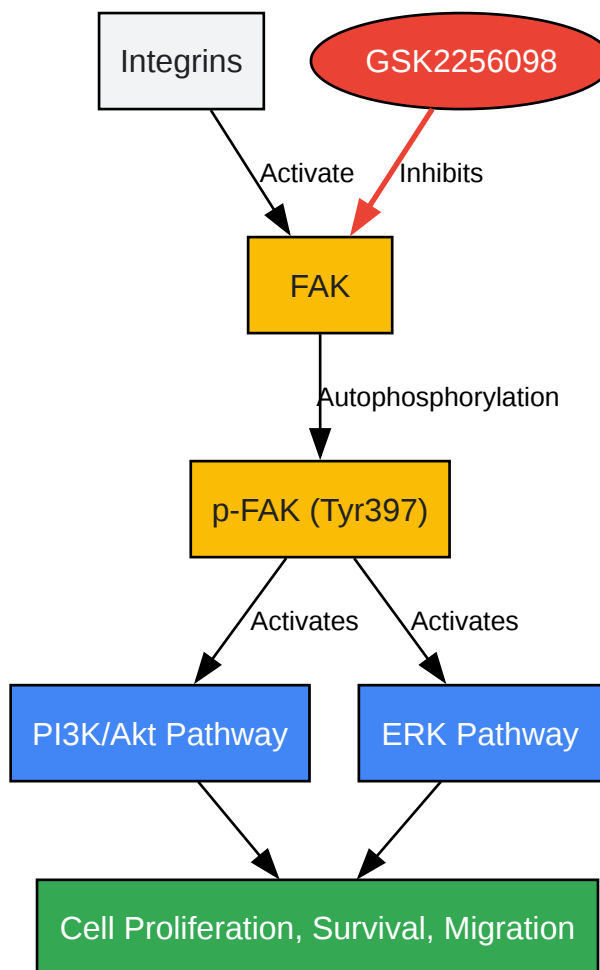 Integrins
GSK2256098
Activate
Inhibits
FAK
Autophosphorylation
p-FAK (Tyr397)
Activates
Activates
PI3K/Akt Pathway
ERK Pathway
Cell Proliferation, Survival, Migration